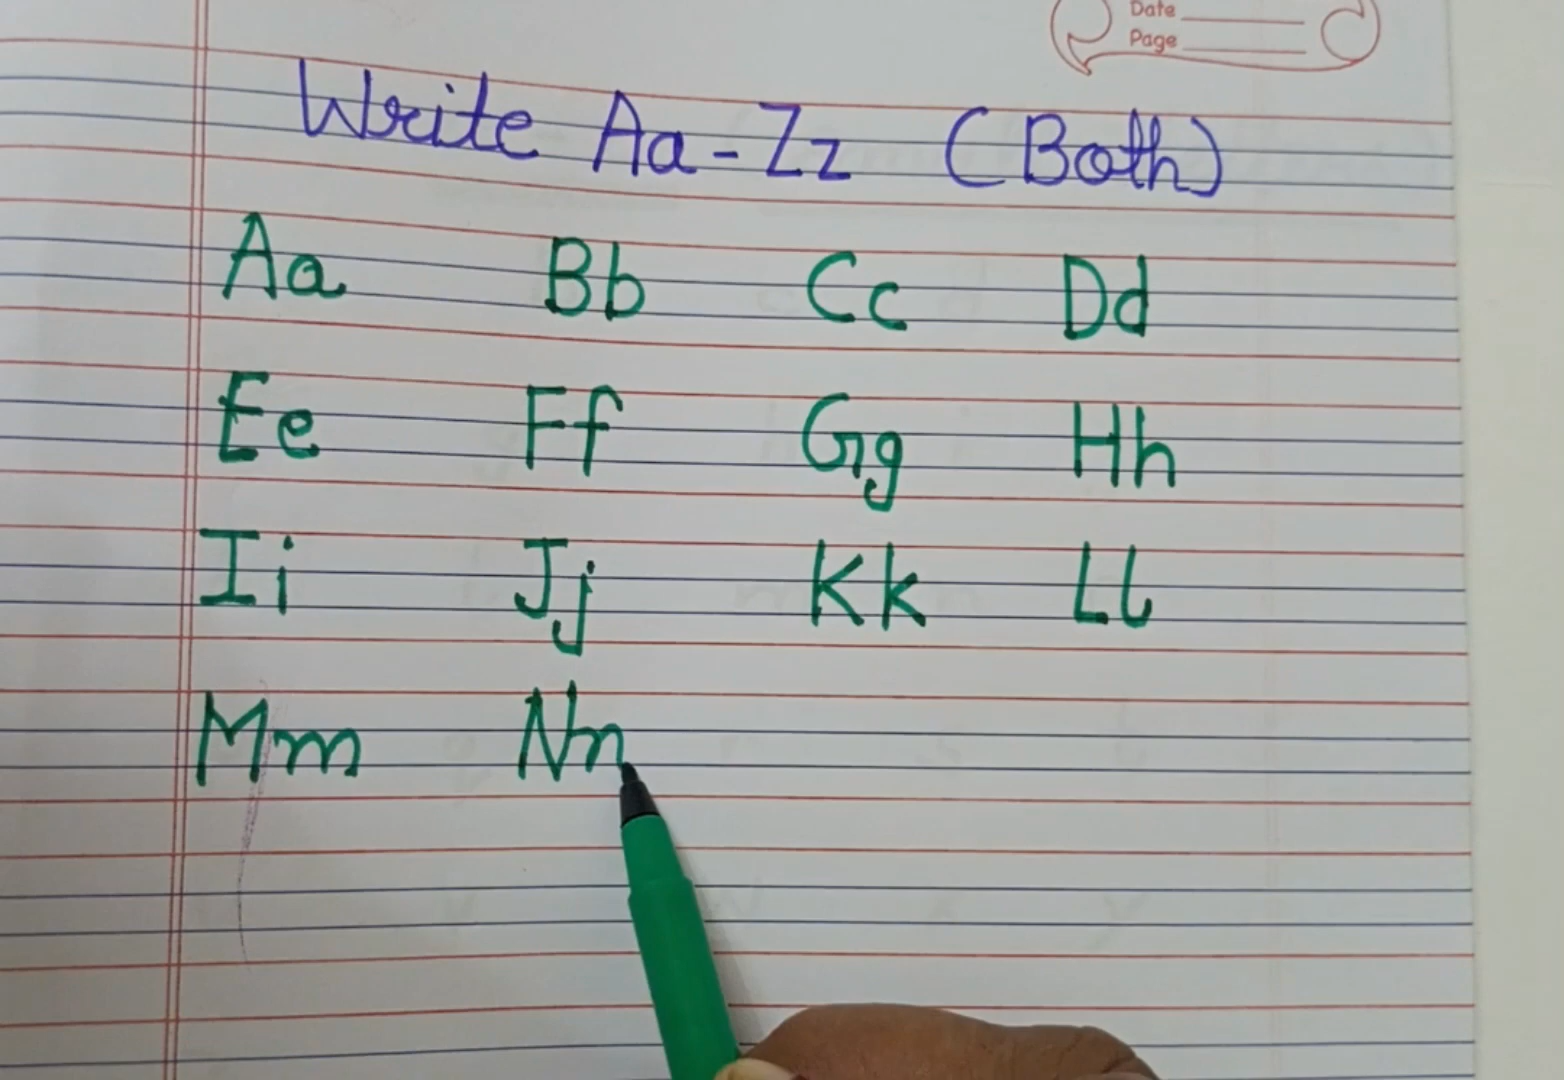 Date
Page
Write Aa-Zz (Both)
Aa Bb Cc Dd
Ee Ff Gg Hh
Ii Jj Kk Ll
Mm Nn